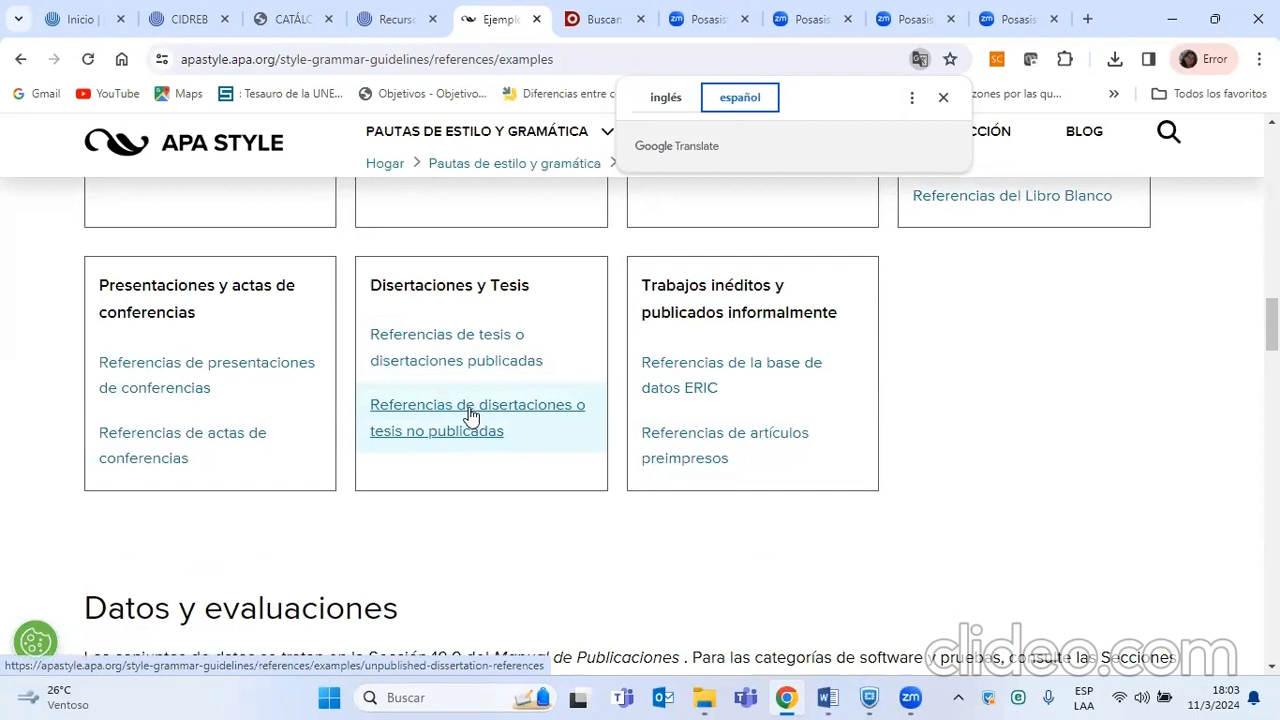 Inicio |
CIDREB
CATÁLC
Recurso
Ejempl
Buscan
Posasis
Posasis
Posasis
Posasis
apastyle.apa.org/style-grammar-guidelines/references/examples
Error
Gmail
YouTube
Maps
: Tesauro de la UNE...
Objetivos - Objetivo...
Diferencias entre c
zones por las qu...
Todos los favoritos
inglés
español
Google Translate
APA STYLE
PAUTAS DE ESTILO Y GRAMÁTICA
CCIÓN
BLOG
Hogar > Pautas de estilo y gramática >
Referencias del Libro Blanco
Presentaciones y actas de
conferencias
Referencias de presentaciones
de conferencias
Referencias de actas de
conferencias
Disertaciones y Tesis
Referencias de tesis o
disertaciones publicadas
Referencias de disertaciones o
tesis no publicadas
Trabajos inéditos y
publicados informalmente
Referencias de la base de
datos ERIC
Referencias de artículos
preimpresos
Datos y evaluaciones
Manual de Publicaciones . Para las categorías de software y pruebas, consulte las Secciones
https://apastyle.apa.org/style-grammar-guidelines/references/examples/unpublished-dissertation-references
clideo.com
26°C
Ventoso
Buscar
ESP
LAA
18:03
11/3/2024